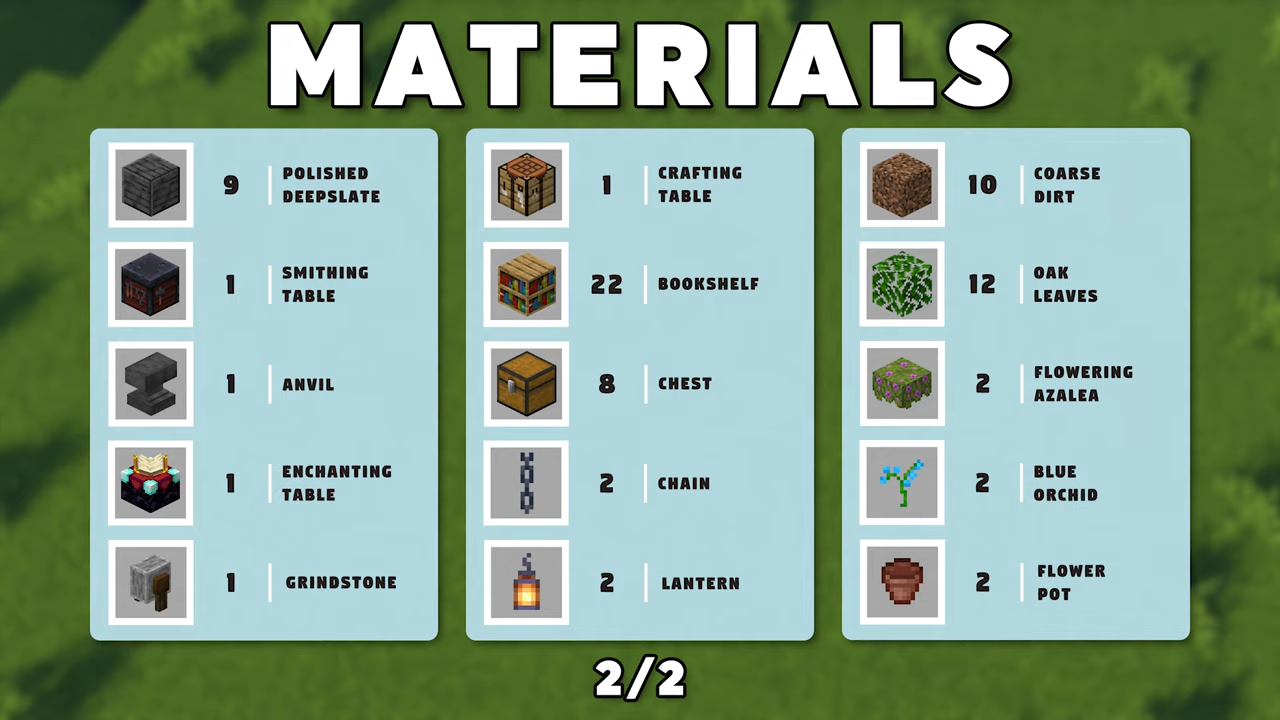 MATERIALS
9
POLISHED
DEEPSLATE
1
SMITHING
TABLE
1
ANVIL
1
ENCHANTING
TABLE
1
GRINDSTONE
1
CRAFTING
TABLE
22
BOOKSHELF
8
CHEST
2
CHAIN
2
LANTERN
10
COARSE
DIRT
12
OAK
LEAVES
2
FLOWERING
AZALEA
2
BLUE
ORCHID
2
FLOWER
POT
2/2